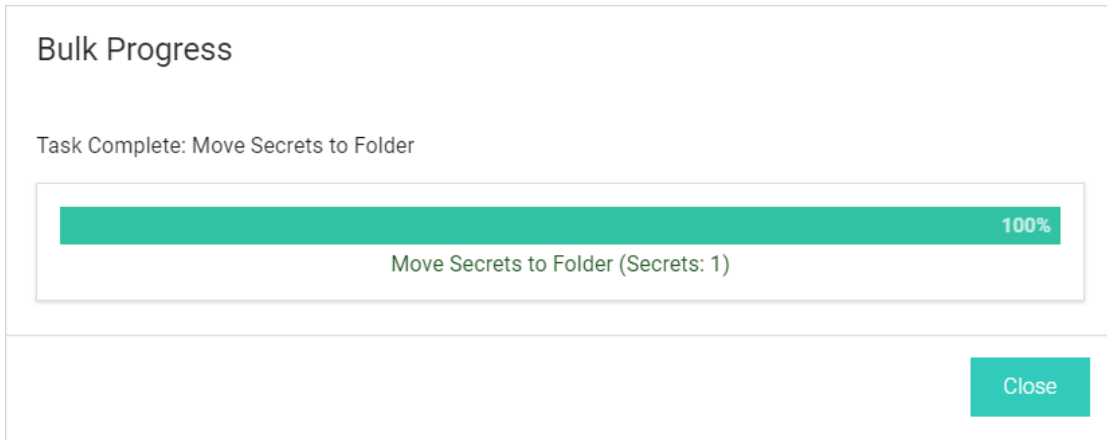 Bulk Progress
Task Complete: Move Secrets to Folder
100%
Move Secrets to Folder (Secrets: 1)
Close